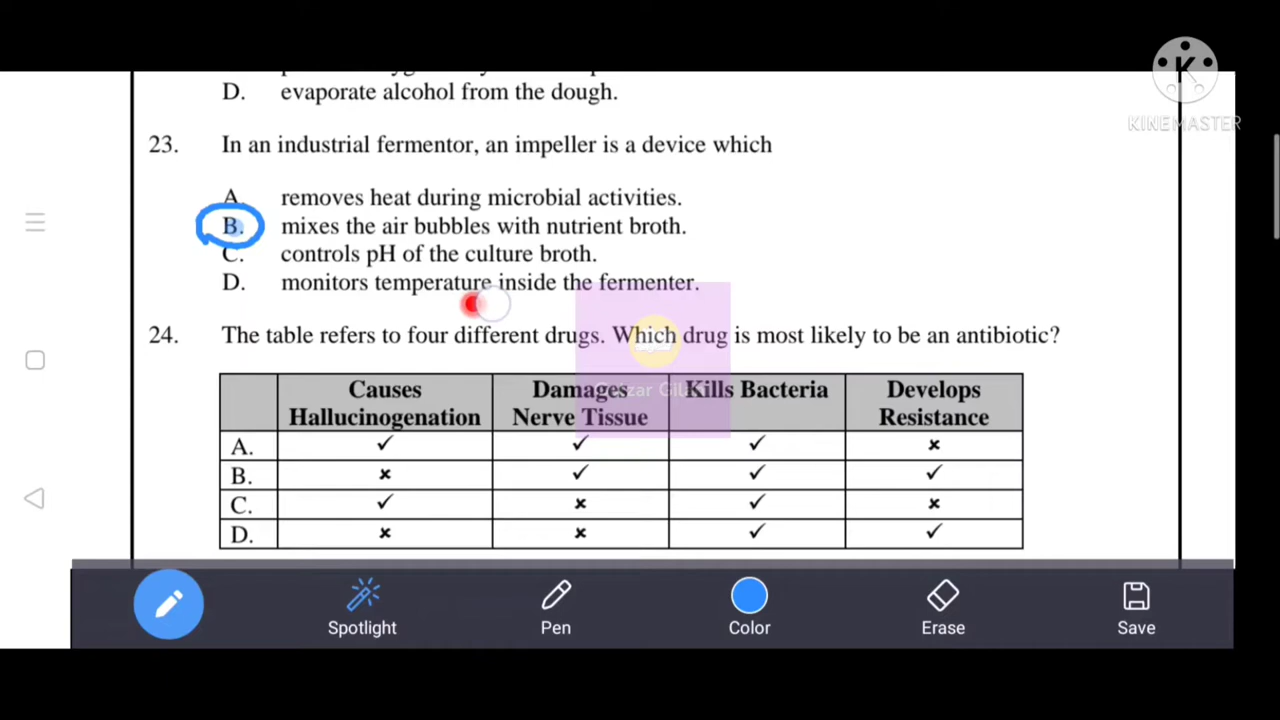 KINEMASTER
D. evaporate alcohol from the dough.
23. In an industrial fermentor, an impeller is a device which
A. removes heat during microbial activities.
B. mixes the air bubbles with nutrient broth.
C. controls pH of the culture broth.
D. monitors temperature inside the fermenter.
24. The table refers to four different drugs. Which drug is most likely to be an antibiotic?
Causes Hallucinogenation Damages Nerve Tissue Kills Bacteria Develops Resistance
A. ✓ ✓ ✓ ×
B. × ✓ ✓ ✓
C. ✓ × ✓ ×
D. × × ✓ ✓
Spotlight Pen Color Erase Save